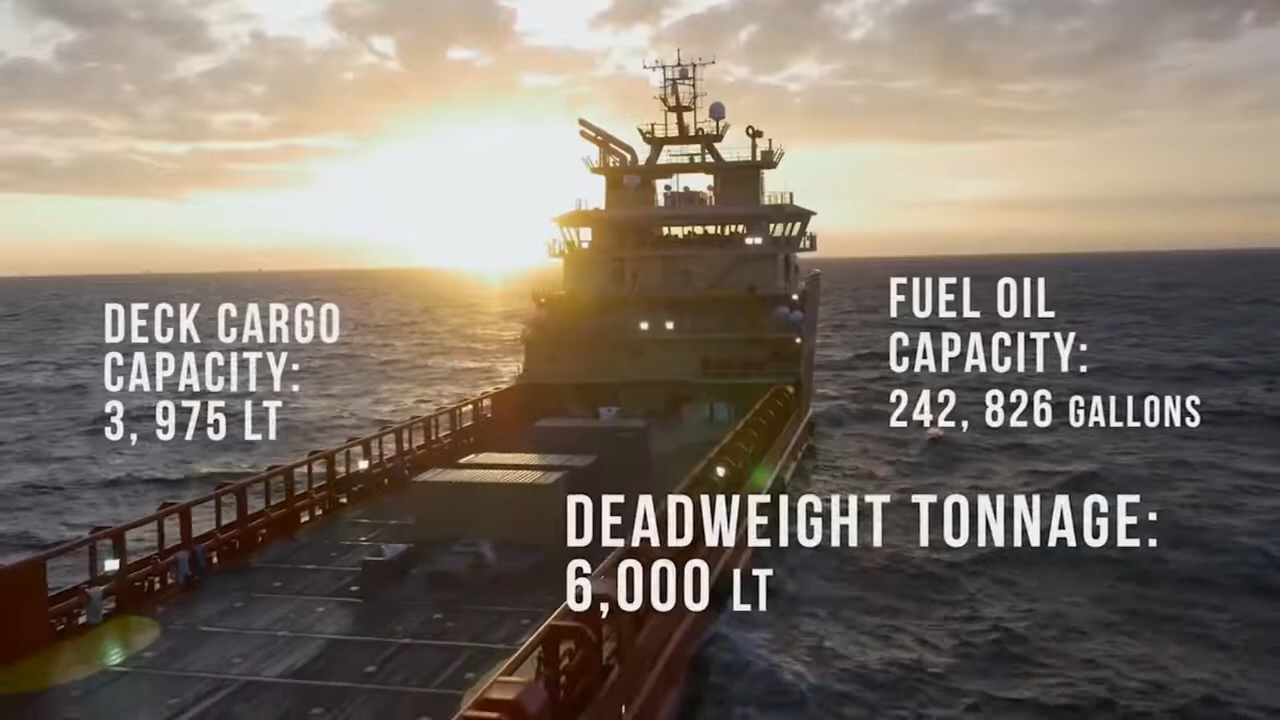 DECK CARGO
CAPACITY:
3, 975 LT
FUEL OIL
CAPACITY:
242, 826 GALLONS
DEADWEIGHT TONNAGE:
6,000 LT